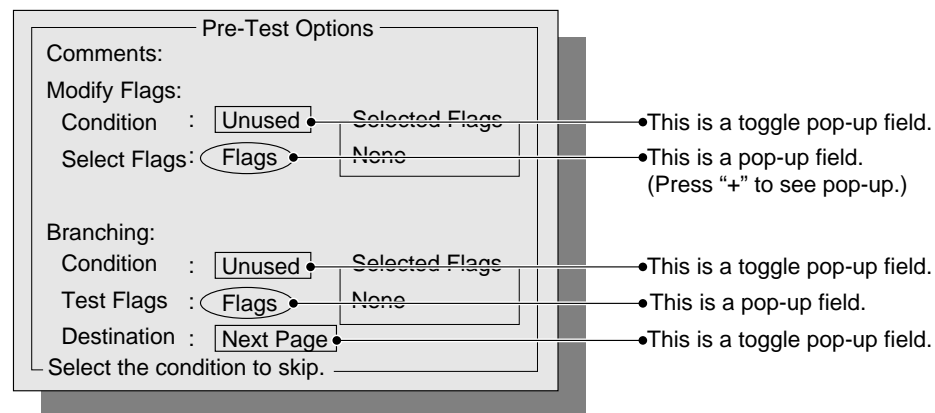 Pre-Test Options
Comments:
Modify Flags:
Condition : Unused Selected Flags This is a toggle pop-up field.
Select Flags: Flags None This is a pop-up field.
(Press “+” to see pop-up.)
Branching:
Condition : Unused Selected Flags This is a toggle pop-up field.
Test Flags : Flags None This is a pop-up field.
Destination : Next Page This is a toggle pop-up field.
Select the condition to skip.